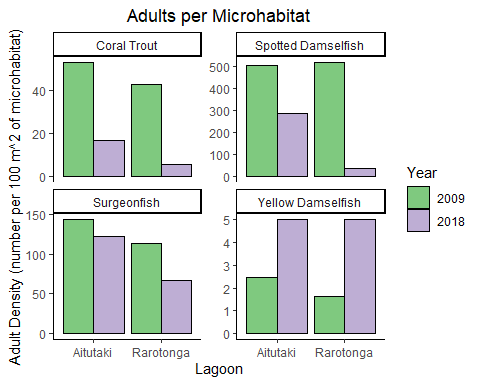 Adults per Microhabitat
Coral Trout
Spotted Damselfish
40
20
0
500
400
300
200
100
0
Surgeonfish
Yellow Damselfish
150
100
50
0
5
4
3
2
1
0
Aitutaki
Rarotonga
Aitutaki
Rarotonga
Lagoon
Adult Density (number per 100 m^2 of microhabitat)
Year
2009
2018